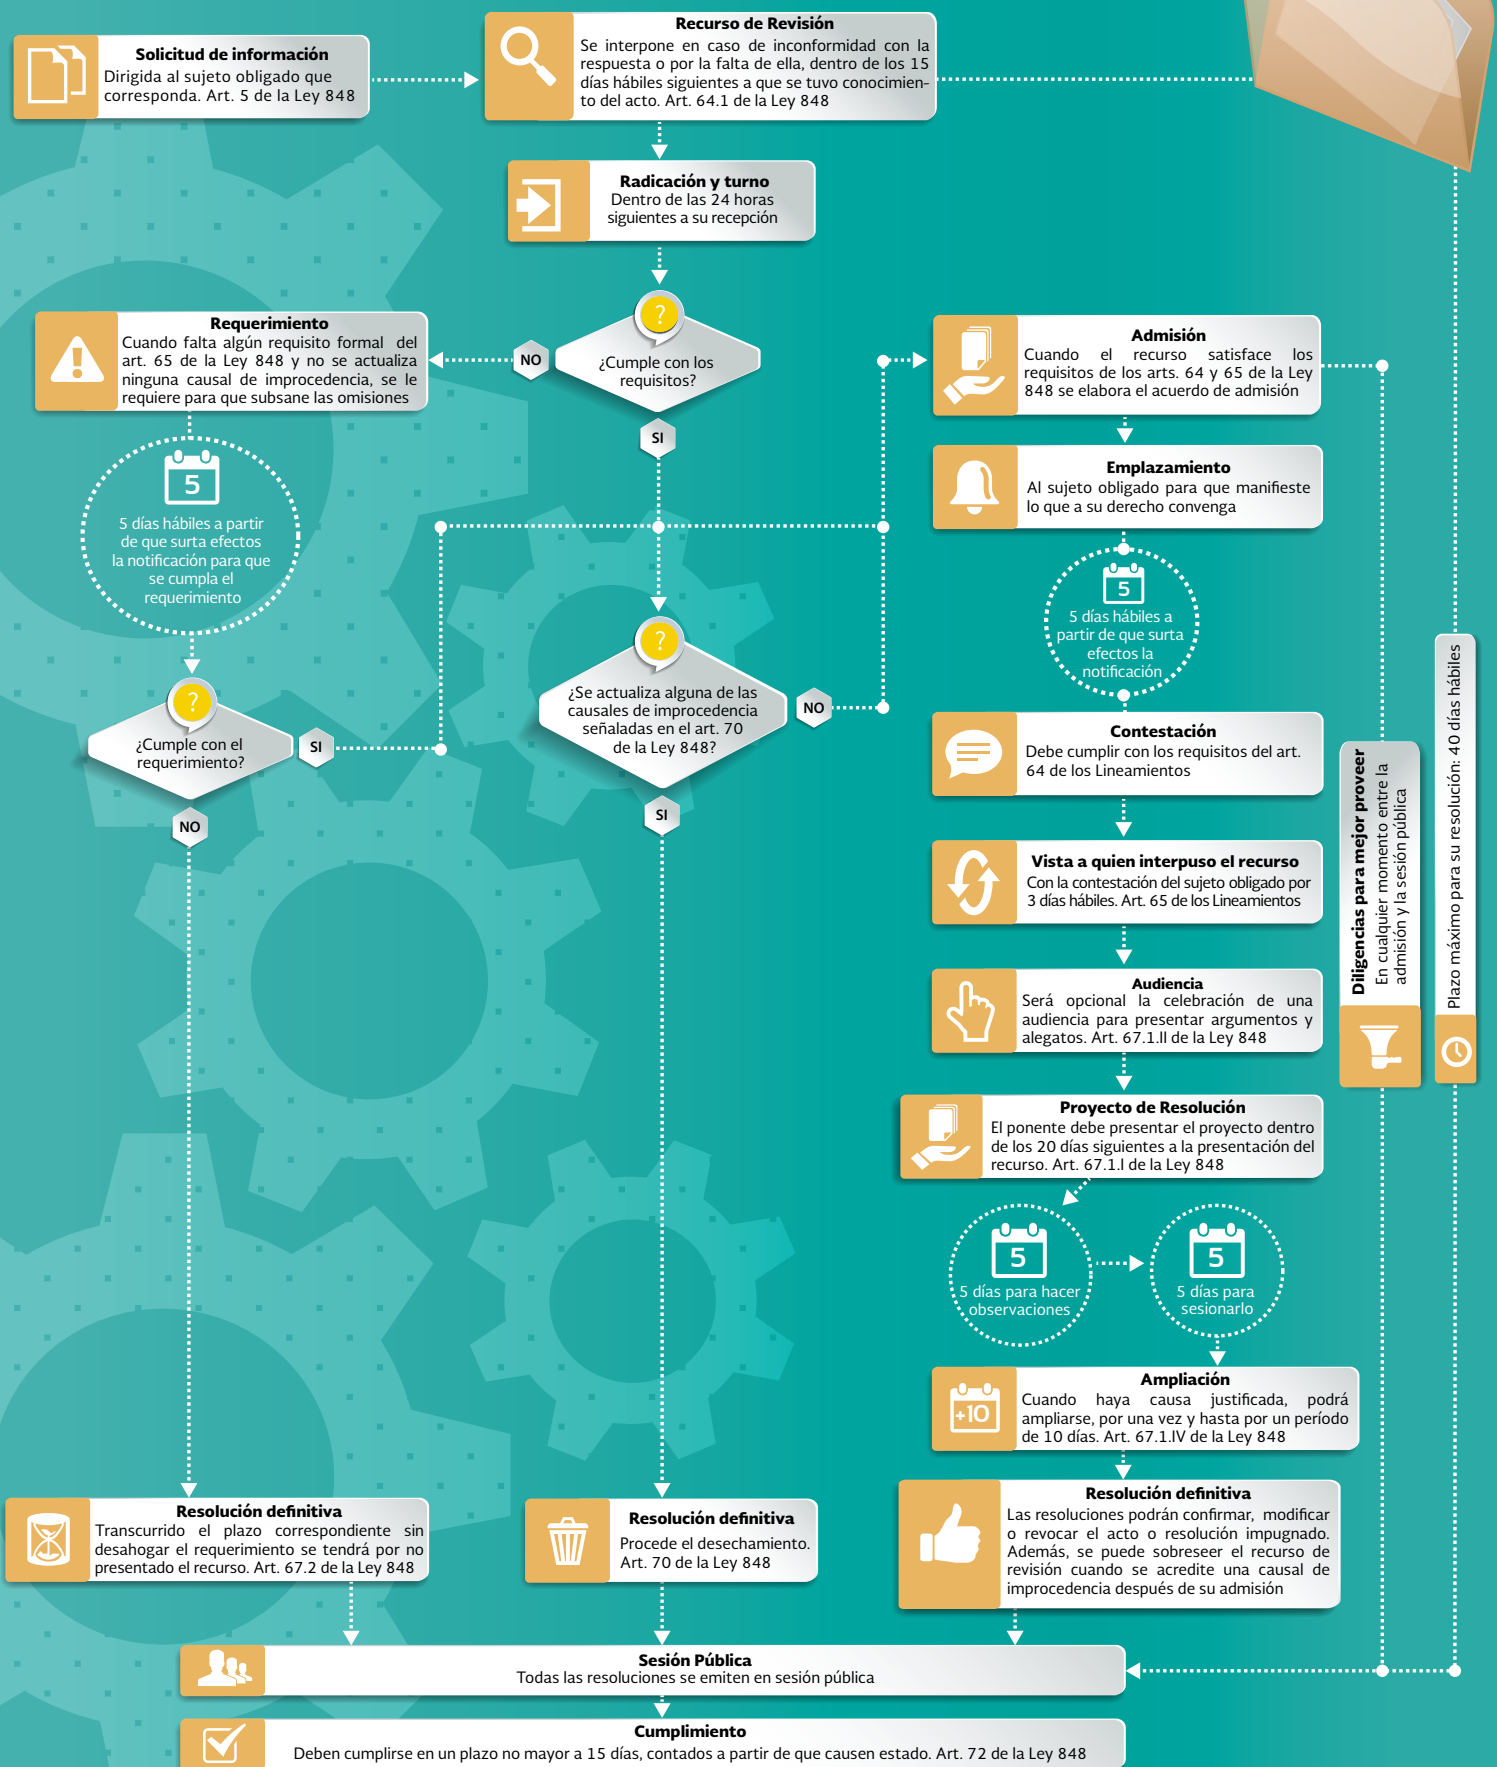 Solicitud de información
Dirigida al sujeto obligado que
corresponda. Art. 5 de la Ley 848
Recurso de Revisión
Se interpone en caso de inconformidad con la
respuesta o por la falta de ella, dentro de los 15
días hábiles siguientes a que se tuvo conocimien-
to del acto. Art. 64.1 de la Ley 848
Radicación y turno
Dentro de las 24 horas
siguientes a su recepción
?
¿Cumple con los
requisitos?
NO
SI
Requerimiento
Cuando falta algún requisito formal del
art. 65 de la Ley 848 y no se actualiza
ninguna causal de improcedencia, se le
requiere para que subsane las omisiones
5
5 días hábiles a partir
de que surta efectos
la notificación para que
se cumpla el
requerimiento
?
¿Cumple con el
requerimiento?
SI
NO
?
¿Se actualiza alguna de las
causales de improcedencia
señaladas en el art. 70
de la Ley 848?
NO
SI
Admisión
Cuando el recurso satisface los
requisitos de los arts. 64 y 65 de la Ley
848 se elabora el acuerdo de admisión
Emplazamiento
Al sujeto obligado para que manifieste
lo que a su derecho convenga
5
5 días hábiles a
partir de que surta
efectos la
notificación
Contestación
Debe cumplir con los requisitos del art.
64 de los Lineamientos
Vista a quien interpuso el recurso
Con la contestación del sujeto obligado por
3 días hábiles. Art. 65 de los Lineamientos
Audiencia
Será opcional la celebración de una
audiencia para presentar argumentos y
alegatos. Art. 67.1.II de la Ley 848
Proyecto de Resolución
El ponente debe presentar el proyecto dentro
de los 20 días siguientes a la presentación del
recurso. Art. 67.1.I de la Ley 848
5
5 días para hacer
observaciones
5
5 días para
sesionarlo
Ampliación
+10
Cuando haya causa justificada, podrá
ampliarse, por una vez y hasta por un período
de 10 días. Art. 67.1.IV de la Ley 848
Diligencias para mejor proveer
En cualquier momento entre la
admisión y la sesión pública
Plazo máximo para su resolución: 40 días hábiles
Resolución definitiva
Transcurrido el plazo correspondiente sin
desahogar el requerimiento se tendrá por no
presentado el recurso. Art. 67.2 de la Ley 848
Resolución definitiva
Procede el desechamiento.
Art. 70 de la Ley 848
Resolución definitiva
Las resoluciones podrán confirmar, modificar
o revocar el acto o resolución impugnado.
Además, se puede sobreseer el recurso de
revisión cuando se acredite una causal de
improcedencia después de su admisión
Sesión Pública
Todas las resoluciones se emiten en sesión pública
Cumplimiento
Deben cumplirse en un plazo no mayor a 15 días, contados a partir de que causen estado. Art. 72 de la Ley 848